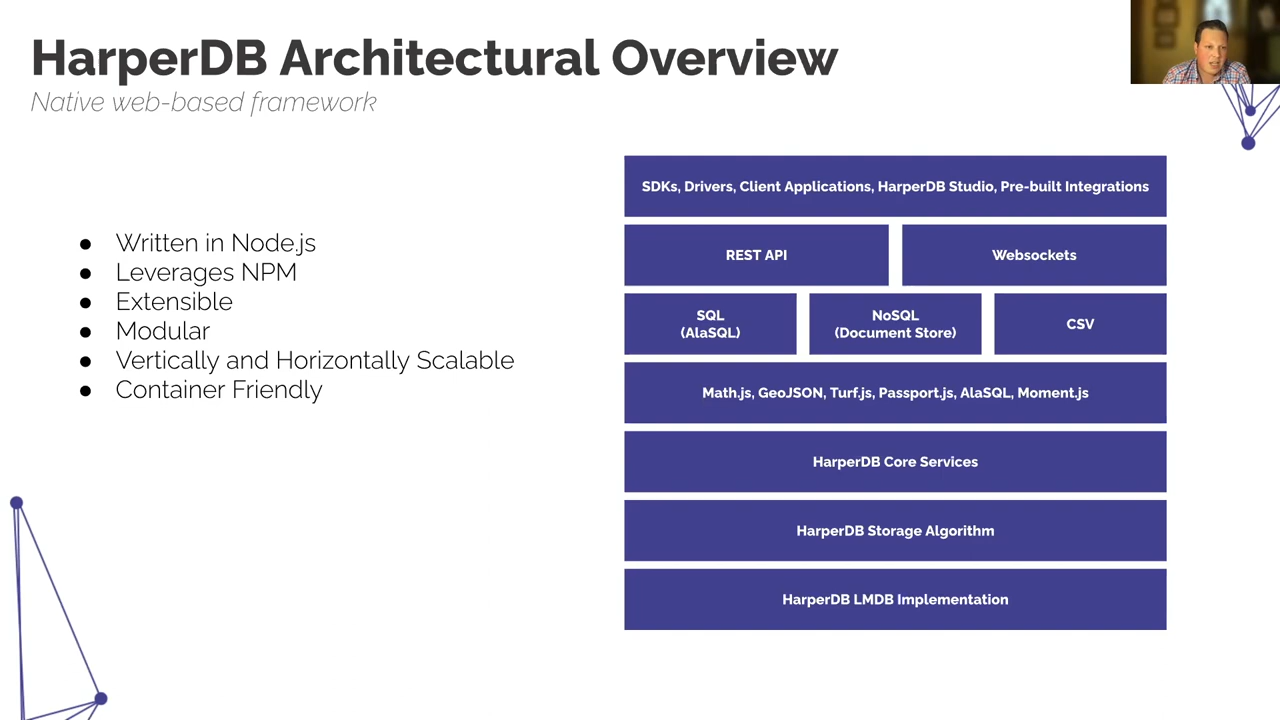 HarperDB Architectural Overview
Native web-based framework
● Written in Node.js
● Leverages NPM
● Extensible
● Modular
● Vertically and Horizontally Scalable
● Container Friendly
SDKs, Drivers, Client Applications, HarperDB Studio, Pre-built Integrations
REST API
Websockets
SQL
(AlaSQL)
NoSQL
(Document Store)
CSV
Math.js, GeoJSON, Turf.js, Passport.js, AlaSQL, Moment.js
HarperDB Core Services
HarperDB Storage Algorithm
HarperDB LMDB Implementation